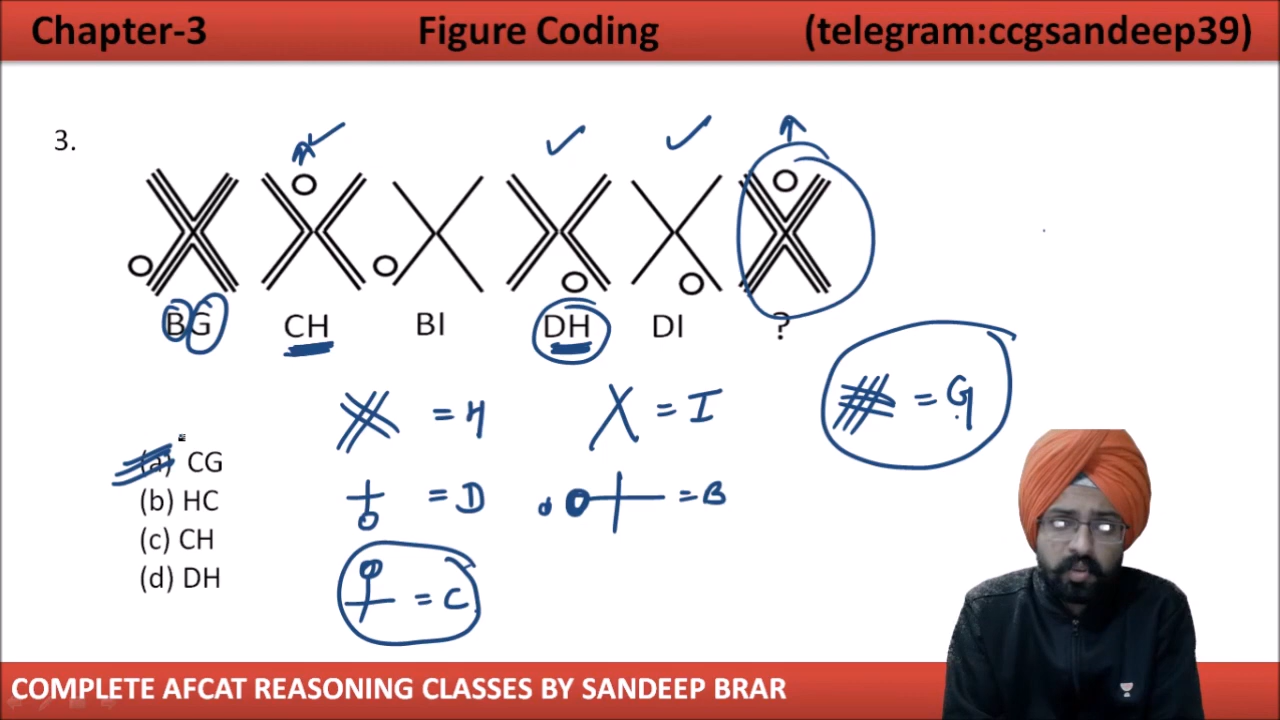 Chapter-3 Figure Coding (telegram:ccgsandeep39)
3.
BG CH BI DH DI ?
= H X = I = G
(a) CG
(b) HC = D = B
(c) CH
(d) DH = C
COMPLETE AFCAT REASONING CLASSES BY SANDEEP BRAR